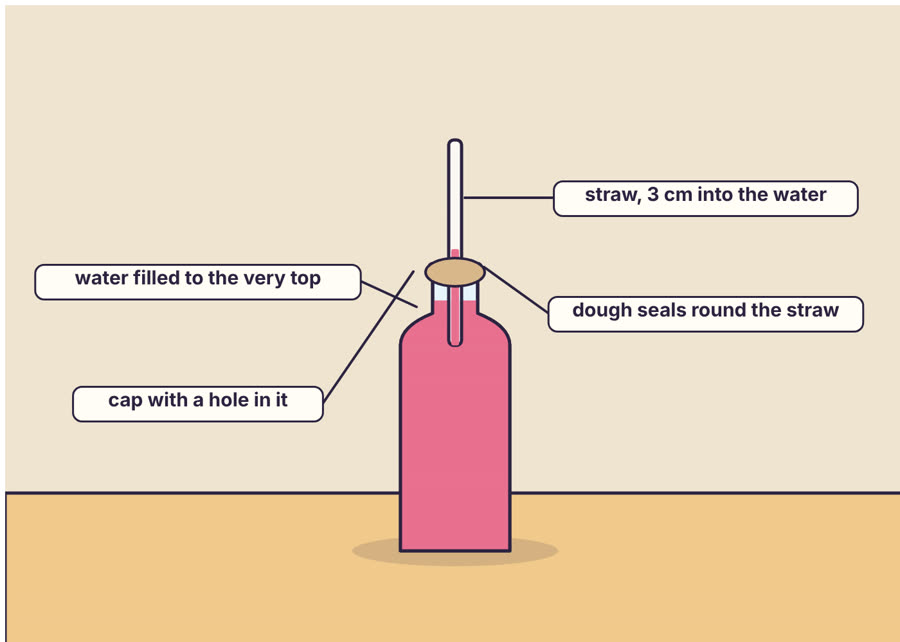 straw, 3 cm into the water
water filled to the very top
dough seals round the straw
cap with a hole in it